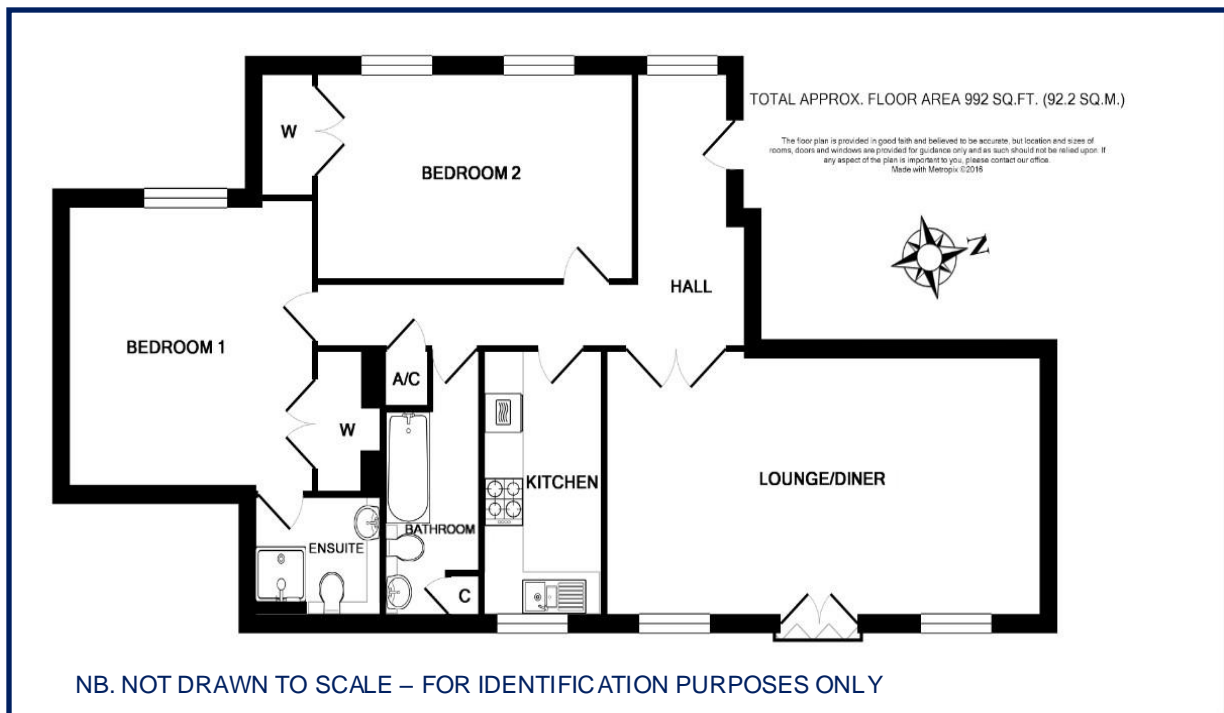 TOTAL APPROX. FLOOR AREA 992 SQ.FT. (92.2 SQ.M.)
The floor plan is provided in good faith and believed to be accurate, but location and sizes of
rooms, doors and windows are provided for guidance only and as such should not be relied upon. If
any aspect of the plan is important to you, please contact our office.
Made with Metropix ©2016
W
BEDROOM 2
N
HALL
BEDROOM 1
A/C
W
KITCHEN
LOUNGE/DINER
BATHROOM
ENSUITE
C
NB. NOT DRAWN TO SCALE – FOR IDENTIFICATION PURPOSES ONLY